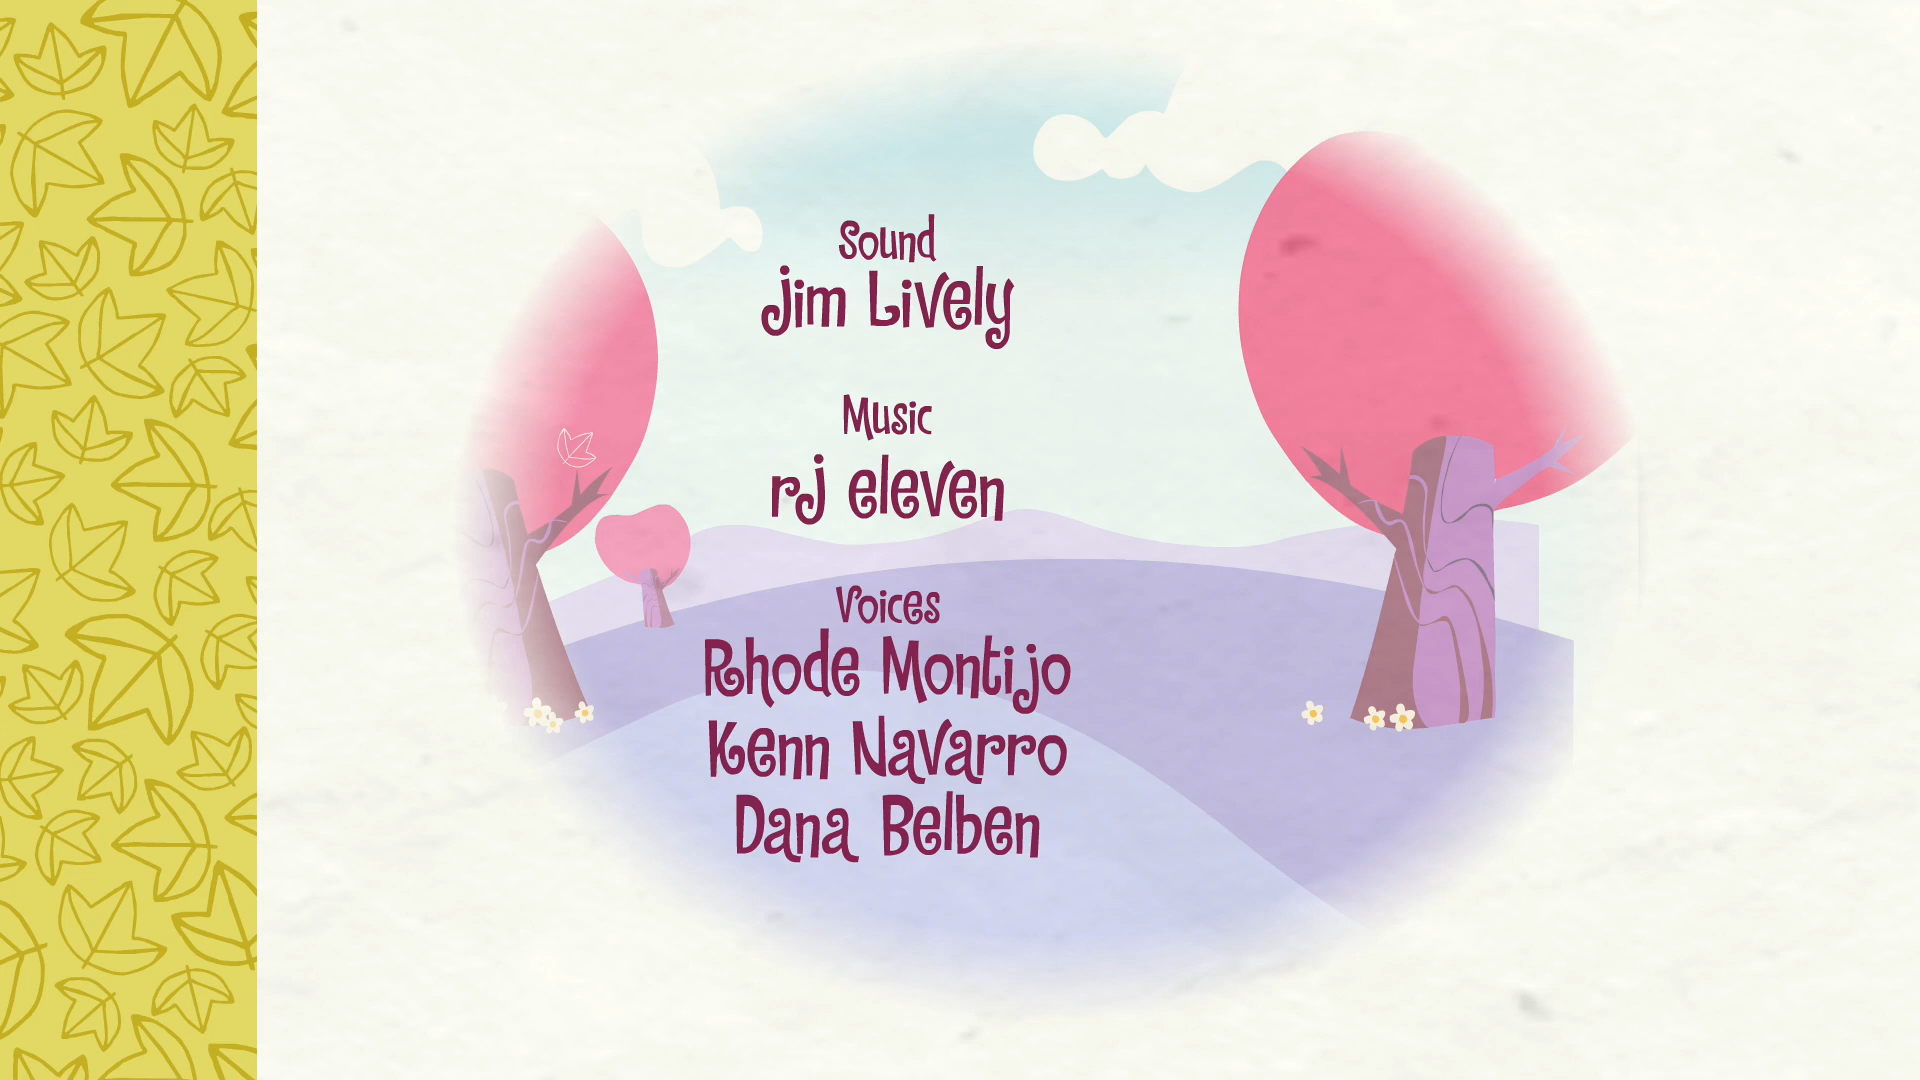 Sound
Jim Lively
Music
rj eleven
Voices
Rhode Montijo
Kenn Navarro
Dana Belben